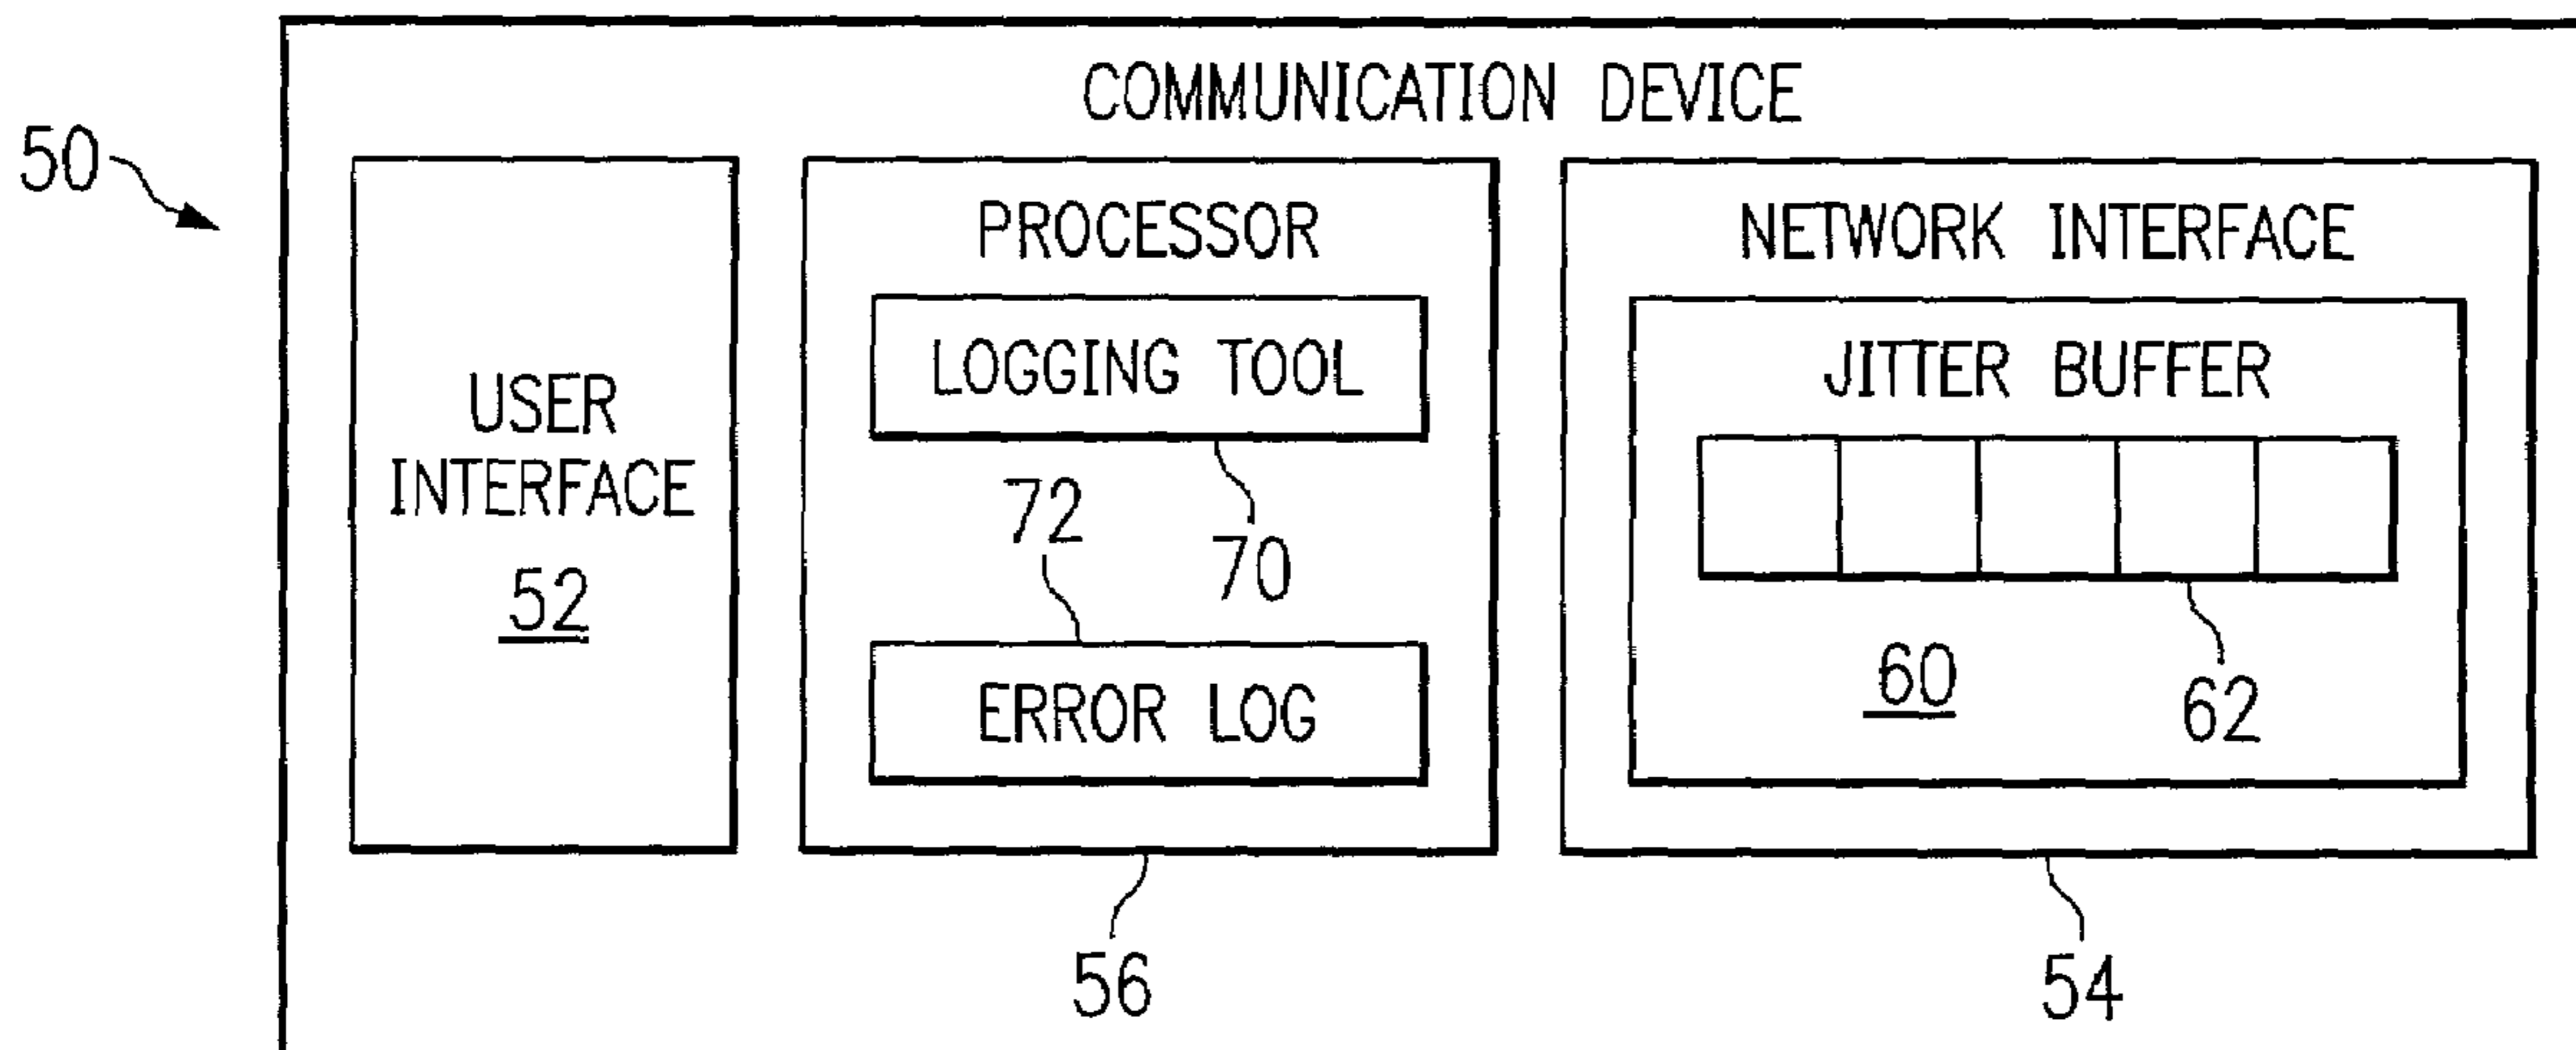 COMMUNICATION DEVICE
50
USER
INTERFACE
52
PROCESSOR
LOGGING TOOL
70
72
ERROR LOG
56
NETWORK INTERFACE
JITTER BUFFER
60
62
54